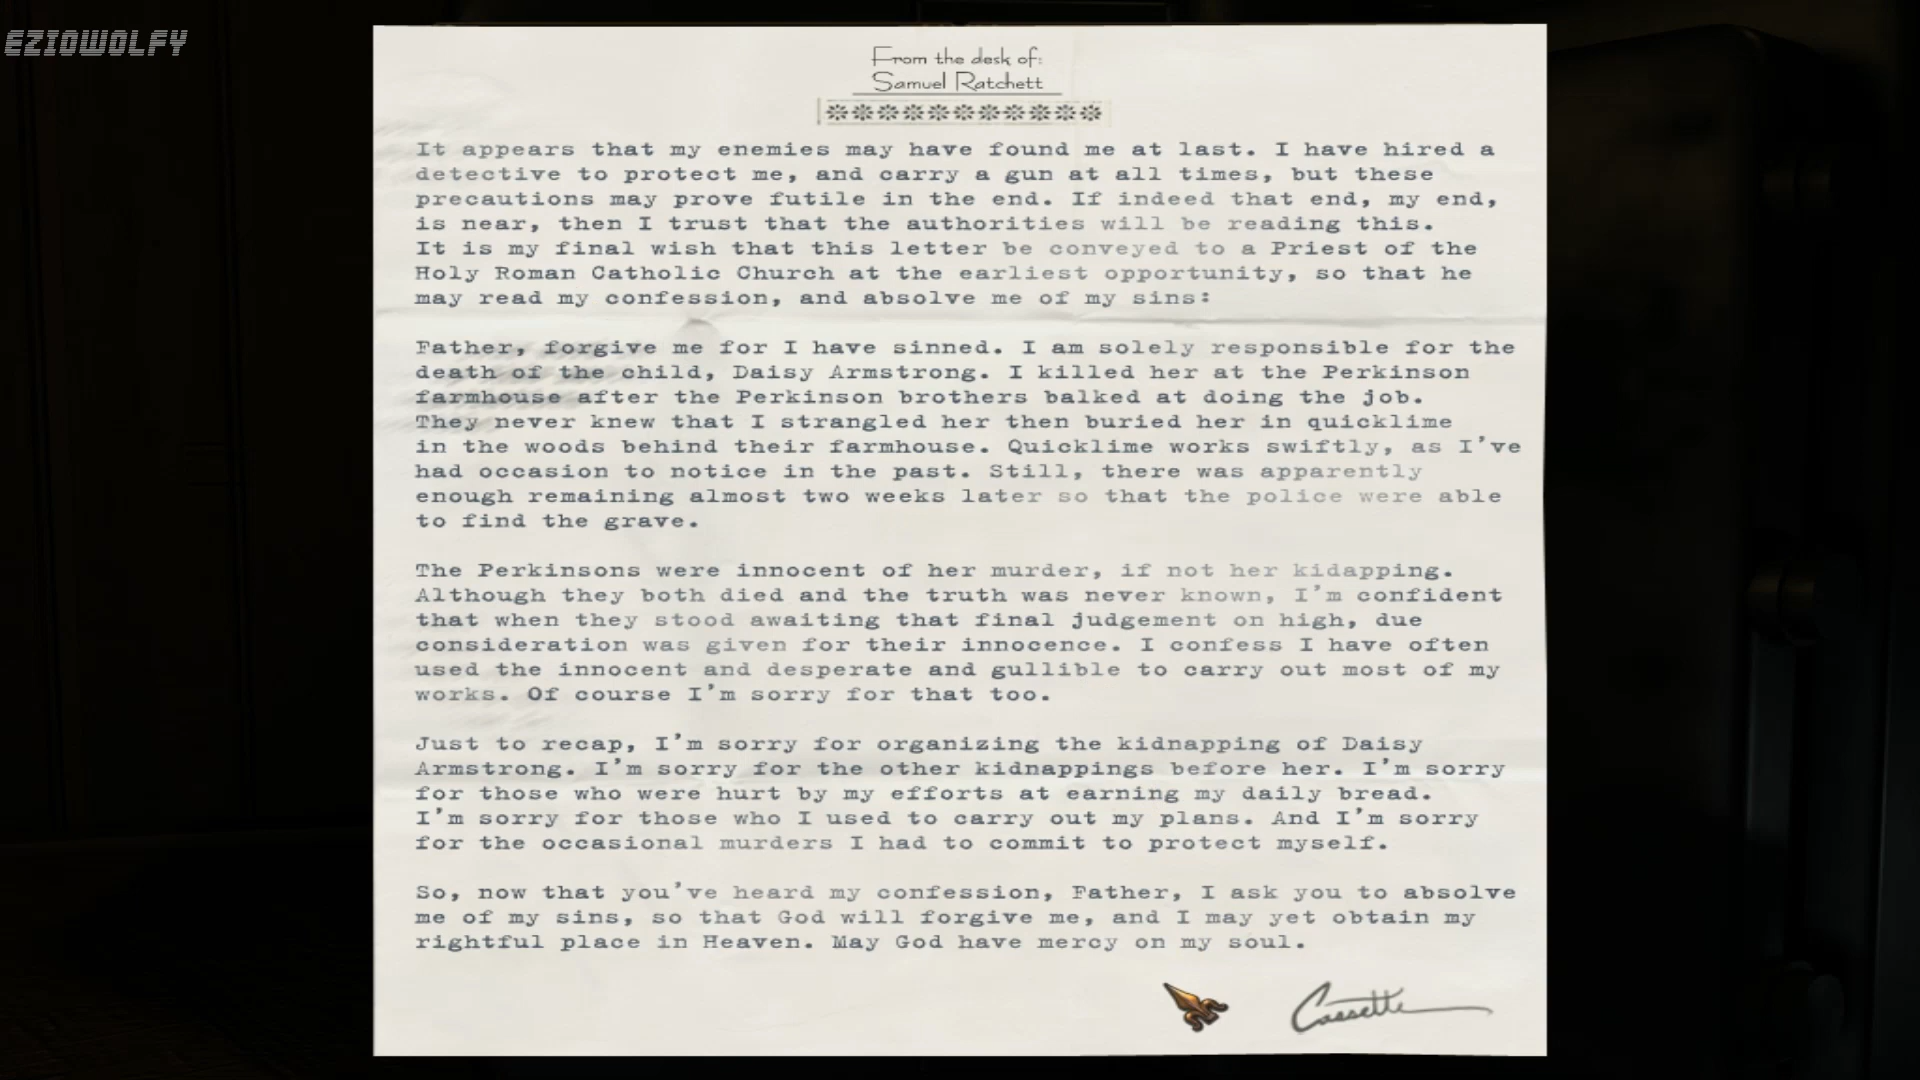 EZIOWOLFY
From the desk of:
Samuel Ratchett
It appears that my enemies may have found me at last. I have hired a
detective to protect me, and carry a gun at all times, but these
precautions may prove futile in the end. If indeed that end, my end,
is near, then I trust that the authorities will be reading this.
It is my final wish that this letter be conveyed to a Priest of the
Holy Roman Catholic Church at the earliest opportunity, so that he
may read my confession, and absolve me of my sins:
Father, forgive me for I have sinned. I am solely responsible for the
death of the child, Daisy Armstrong. I killed her at the Perkinson
farmhouse after the Perkinson brothers balked at doing the job.
They never knew that I strangled her then buried her in quicklime
in the woods behind their farmhouse. Quicklime works swiftly, as I've
had occasion to notice in the past. Still, there was apparently
enough remaining almost two weeks later so that the police were able
to find the grave.
The Perkinsons were innocent of her murder, if not her kidapping.
Although they both died and the truth was never known, I'm confident
that when they stood awaiting that final judgement on high, due
consideration was given for their innocence. I confess I have often
used the innocent and desperate and gullible to carry out most of my
works. Of course I'm sorry for that too.
Just to recap, I'm sorry for organizing the kidnapping of Daisy
Armstrong. I'm sorry for the other kidnappings before her. I'm sorry
for those who were hurt by my efforts at earning my daily bread.
I'm sorry for those who I used to carry out my plans. And I'm sorry
for the occasional murders I had to commit to protect myself.
So, now that you've heard my confession, Father, I ask you to absolve
me of my sins, so that God will forgive me, and I may yet obtain my
rightful place in Heaven. May God have mercy on my soul.
Cassette